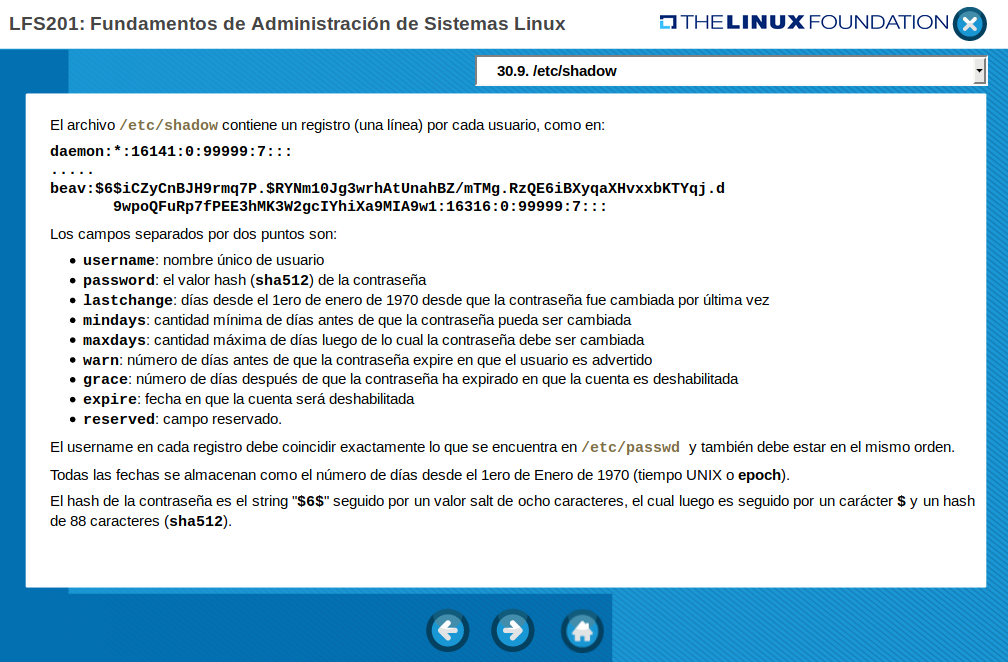 LFS201: Fundamentos de Administración de Sistemas Linux
THE LINUX FOUNDATION
30.9. /etc/shadow
El archivo /etc/shadow contiene un registro (una línea) por cada usuario, como en:
daemon:*:16141:0:99999:7:::
.....
beav:$6$iCZyCnBJH9rmq7P.$RYNm10Jg3wrhAtUnahBZ/mTMg.RzQE6iBXyqaXHvxxbKTYqj.d
9wpoQFuRp7fPEE3hMK3W2gcIYhiXa9MIA9w1:16316:0:99999:7:::
Los campos separados por dos puntos son:
• username: nombre único de usuario
• password: el valor hash (sha512) de la contraseña
• lastchange: días desde el 1ero de enero de 1970 desde que la contraseña fue cambiada por última vez
• mindays: cantidad mínima de días antes de que la contraseña pueda ser cambiada
• maxdays: cantidad máxima de días luego de lo cual la contraseña debe ser cambiada
• warn: número de días antes de que la contraseña expire en que el usuario es advertido
• grace: número de días después de que la contraseña ha expirado en que la cuenta es deshabilitada
• expire: fecha en que la cuenta será deshabilitada
• reserved: campo reservado.
El username en cada registro debe coincidir exactamente lo que se encuentra en /etc/passwd y también debe estar en el mismo orden.
Todas las fechas se almacenan como el número de días desde el 1ero de Enero de 1970 (tiempo UNIX o epoch).
El hash de la contraseña es el string "$6$" seguido por un valor salt de ocho caracteres, el cual luego es seguido por un carácter $ y un hash
de 88 caracteres (sha512).